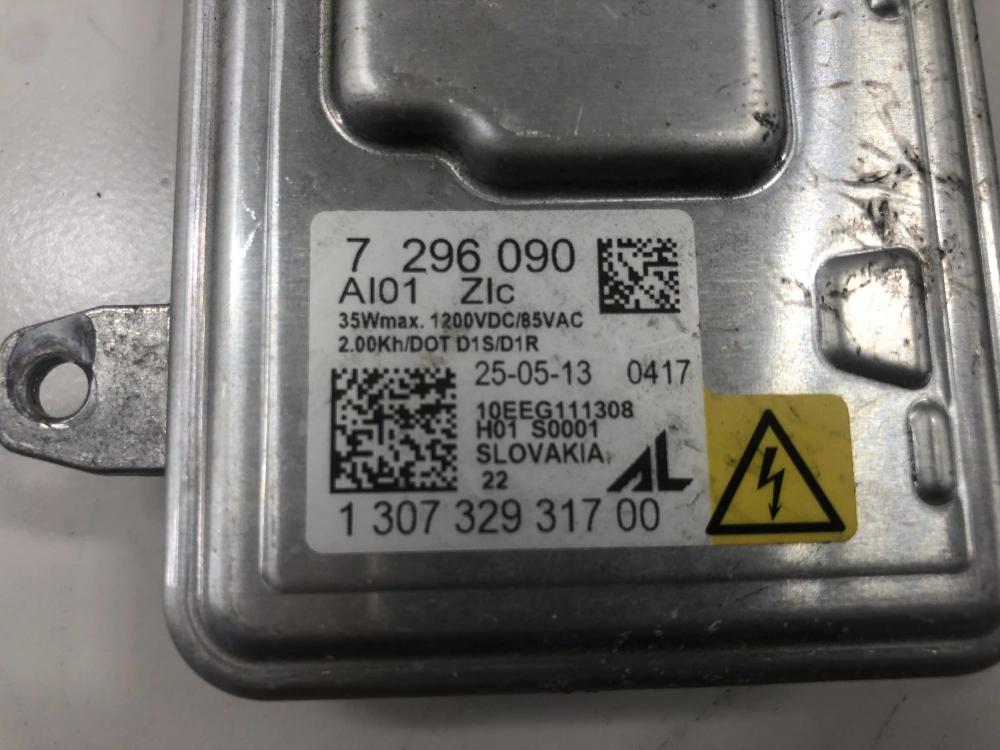 7 296 090
AI01 ZIc
35Wmax. 1200VDC/85VAC
2.00Kh/DOT D1S/D1R
25-05-13 0417
10EEG111308
H01 S0001
SLOVAKIA
22
AL
1 307 329 317 00